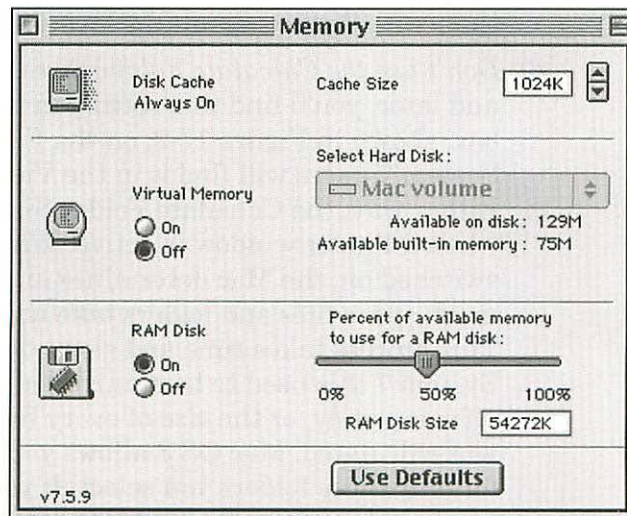 Memory
Disk Cache
Always On
Cache Size
1024K
Select Hard Disk:
Mac volume
Virtual Memory
On
Off
Available on disk: 129M
Available built-in memory: 75M
RAM Disk
On
Off
Percent of available memory
to use for a RAM disk:
0% 50% 100%
RAM Disk Size 54272K
Use Defaults
v7.5.9